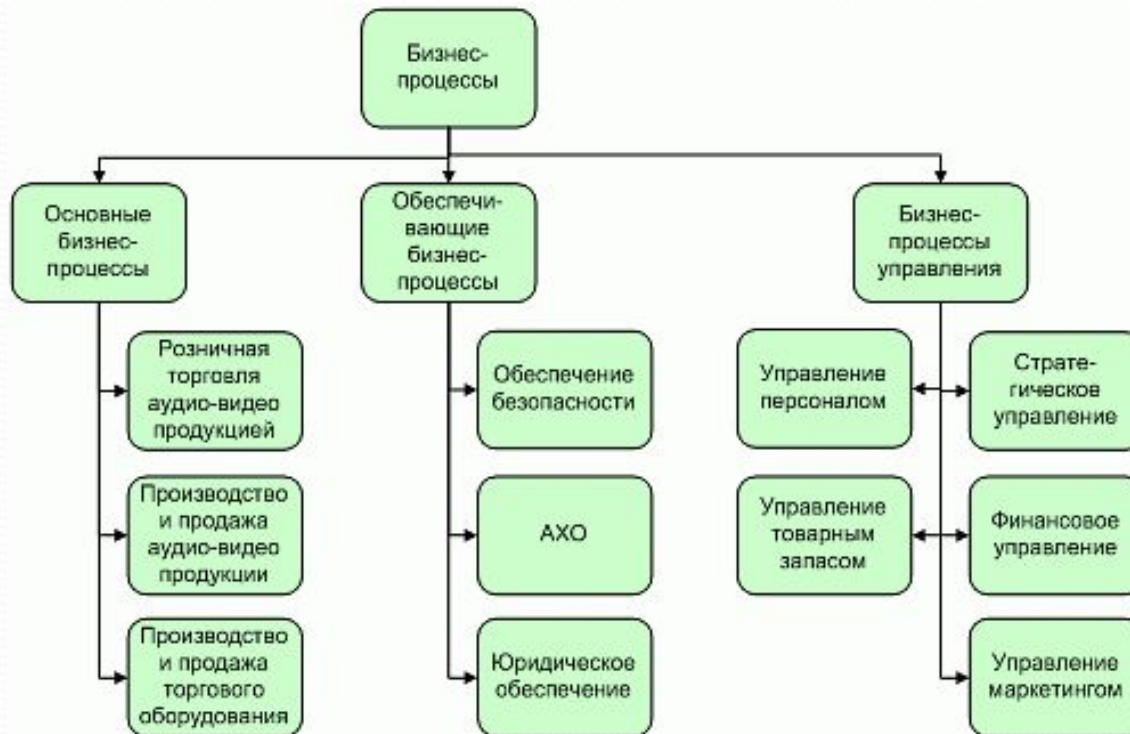 Бизнес-
процессы
Основные
бизнес-
процессы
Обеспечи-
вающие
бизнес-
процессы
Бизнес-
процессы
управления
Розничная
торговля
аудио-видео
продукцией
Производство
и продажа
аудио-видео
продукции
Производство
и продажа
торгового
оборудования
Обеспечение
безопасности
АХО
Юридическое
обеспечение
Управление
персоналом
Управление
товарным
запасом
Страте-
гическое
управление
Финансовое
управление
Управление
маркетингом